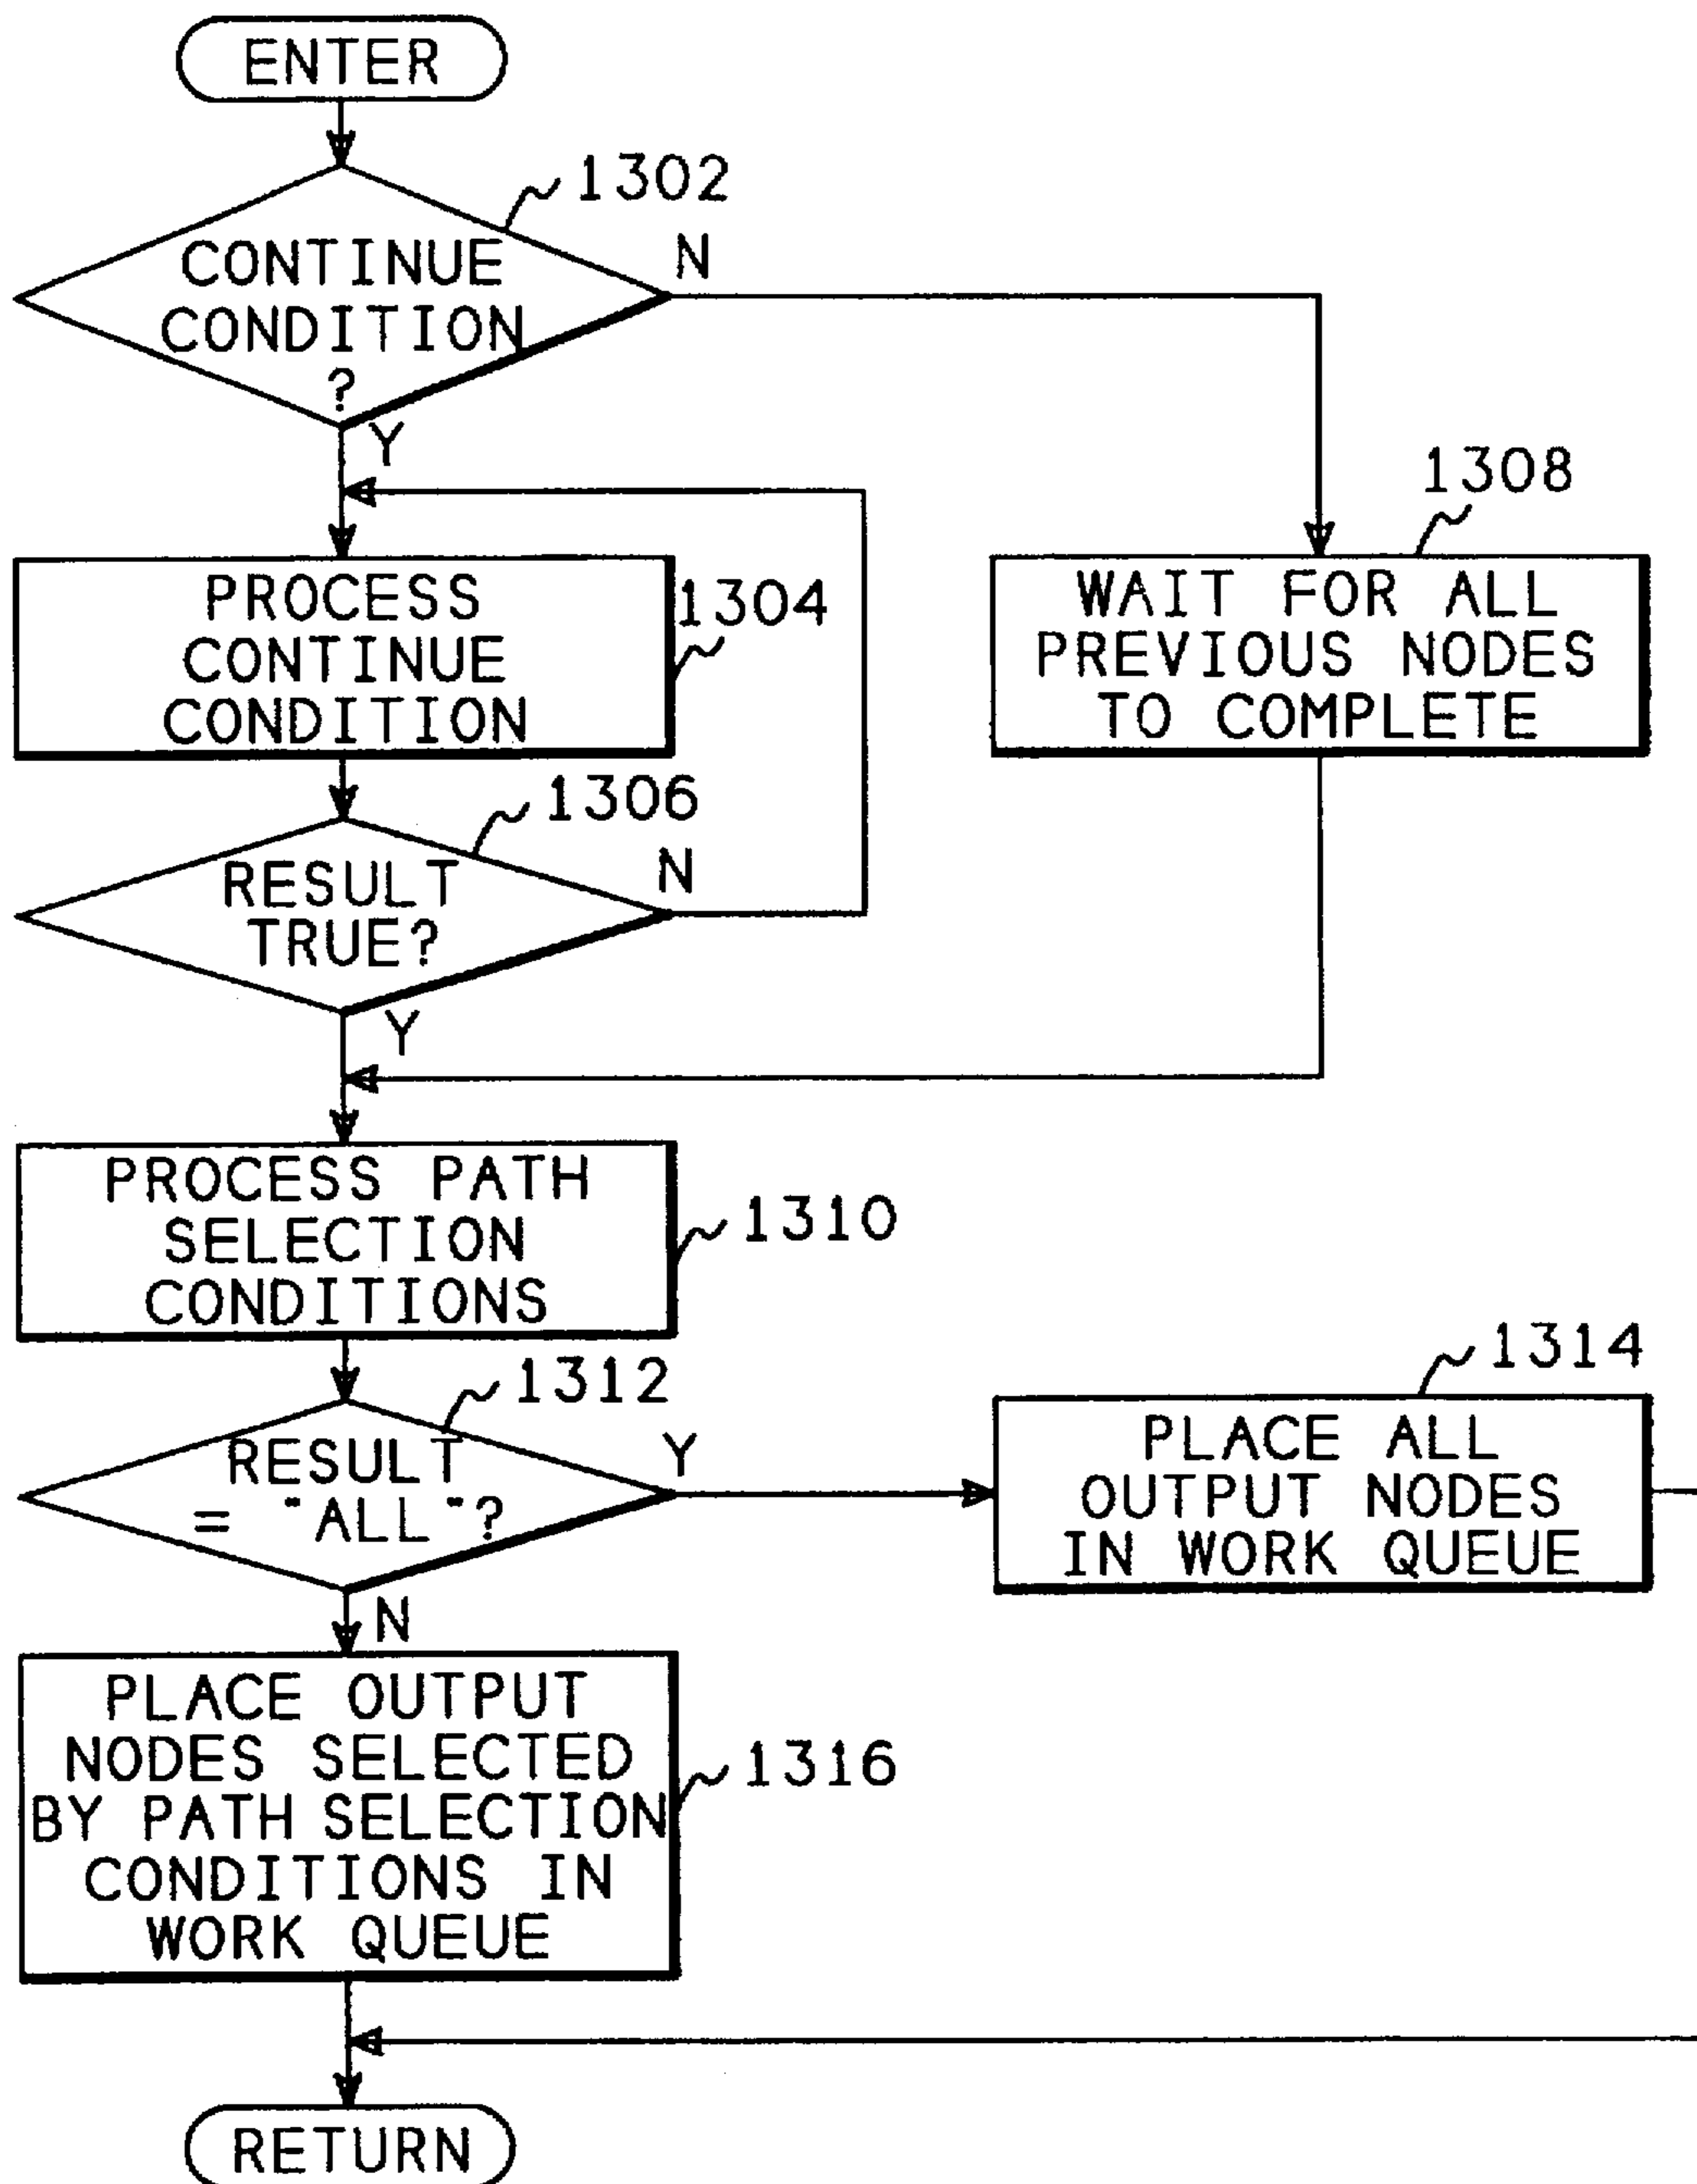 ENTER
1302
CONTINUE
CONDITION
?
N
Y
PROCESS
CONTINUE
CONDITION
1304
1308
WAIT FOR ALL
PREVIOUS NODES
TO COMPLETE
1306
RESULT
TRUE?
N
Y
PROCESS PATH
SELECTION
CONDITIONS
1310
1312
RESULT
= "ALL"?
Y
N
1314
PLACE ALL
OUTPUT NODES
IN WORK QUEUE
PLACE OUTPUT
NODES SELECTED
BY PATH SELECTION
CONDITIONS IN
WORK QUEUE
1316
RETURN